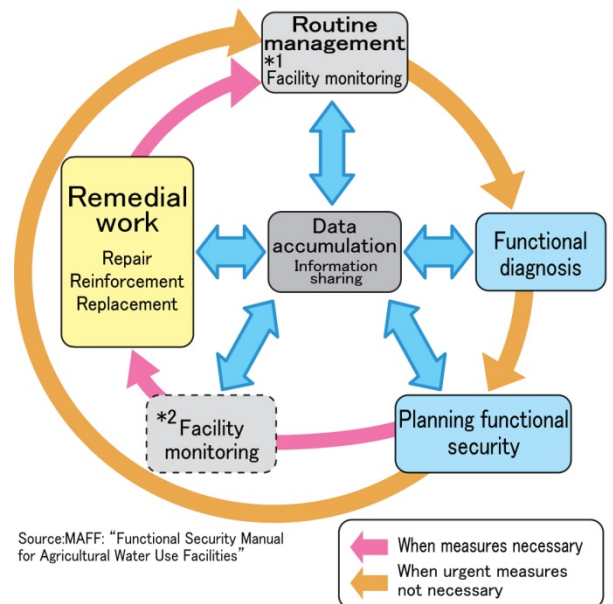 Routine
management
*1
Facility monitoring
Remedial
work
Repair
Reinforcement
Replacement
Data
accumulation
Information
sharing
Functional
diagnosis
*2 Facility
monitoring
Planning functional
security
Source:MAFF: “Functional Security Manual
for Agricultural Water Use Facilities”
When measures necessary
When urgent measures
not necessary